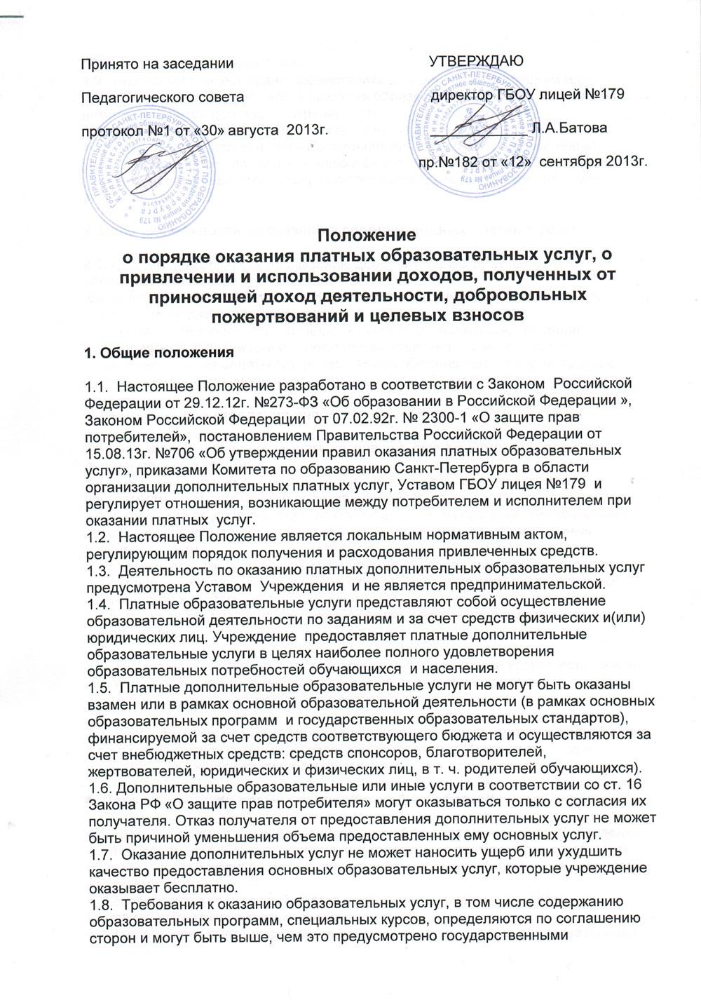 Принято на заседании
УТВЕРЖДАЮ
Педагогического совета
директор ГБОУ лицей №179
протокол №1 от «30» августа 2013г.
Л.А.Батова
пр.№182 от «12» сентября 2013г.
Положение
о порядке оказания платных образовательных услуг, о
привлечении и использовании доходов, полученных от
приносящей доход деятельности, добровольных
пожертвований и целевых взносов
1. Общие положения
1.1. Настоящее Положение разработано в соответствии с Законом Российской
Федерации от 29.12.12г. №273-ФЗ «Об образовании в Российской Федерации »,
Законом Российской Федерации от 07.02.92г. № 2300-1 «О защите прав
потребителей», постановлением Правительства Российской Федерации от
15.08.13г. №706 «Об утверждении правил оказания платных образовательных
услуг», приказами Комитета по образованию Санкт-Петербурга в области
организации дополнительных платных услуг, Уставом ГБОУ лицея №179 и
регулирует отношения, возникающие между потребителем и исполнителем при
оказании платных услуг.
1.2. Настоящее Положение является локальным нормативным актом,
регулирующим порядок получения и расходования привлеченных средств.
1.3. Деятельность по оказанию платных дополнительных образовательных услуг
предусмотрена Уставом Учреждения и не является предпринимательской.
1.4. Платные образовательные услуги представляют собой осуществление
образовательной деятельности по заданиям и за счет средств физических и(или)
юридических лиц. Учреждение предоставляет платные дополнительные
образовательные услуги в целях наиболее полного удовлетворения
образовательных потребностей обучающихся и населения.
1.5. Платные дополнительные образовательные услуги не могут быть оказаны
взамен или в рамках основной образовательной деятельности (в рамках основных
образовательных программ и государственных образовательных стандартов),
финансируемой за счет средств соответствующего бюджета и осуществляются за
счет внебюджетных средств: средств спонсоров, благотворителей,
жертвователей, юридических и физических лиц, в т. ч. родителей обучающихся).
1.6. Дополнительные образовательные или иные услуги в соответствии со ст. 16
Закона РФ «О защите прав потребителя» могут оказываться только с согласия их
получателя. Отказ получателя от предоставления дополнительных услуг не может
быть причиной уменьшения объема предоставленных ему основных услуг.
1.7. Оказание дополнительных услуг не может наносить ущерб или ухудшить
качество предоставления основных образовательных услуг, которые учреждение
оказывает бесплатно.
1.8. Требования к оказанию образовательных услуг, в том числе содержанию
образовательных программ, специальных курсов, определяются по соглашению
сторон и могут быть выше, чем это предусмотрено государственными